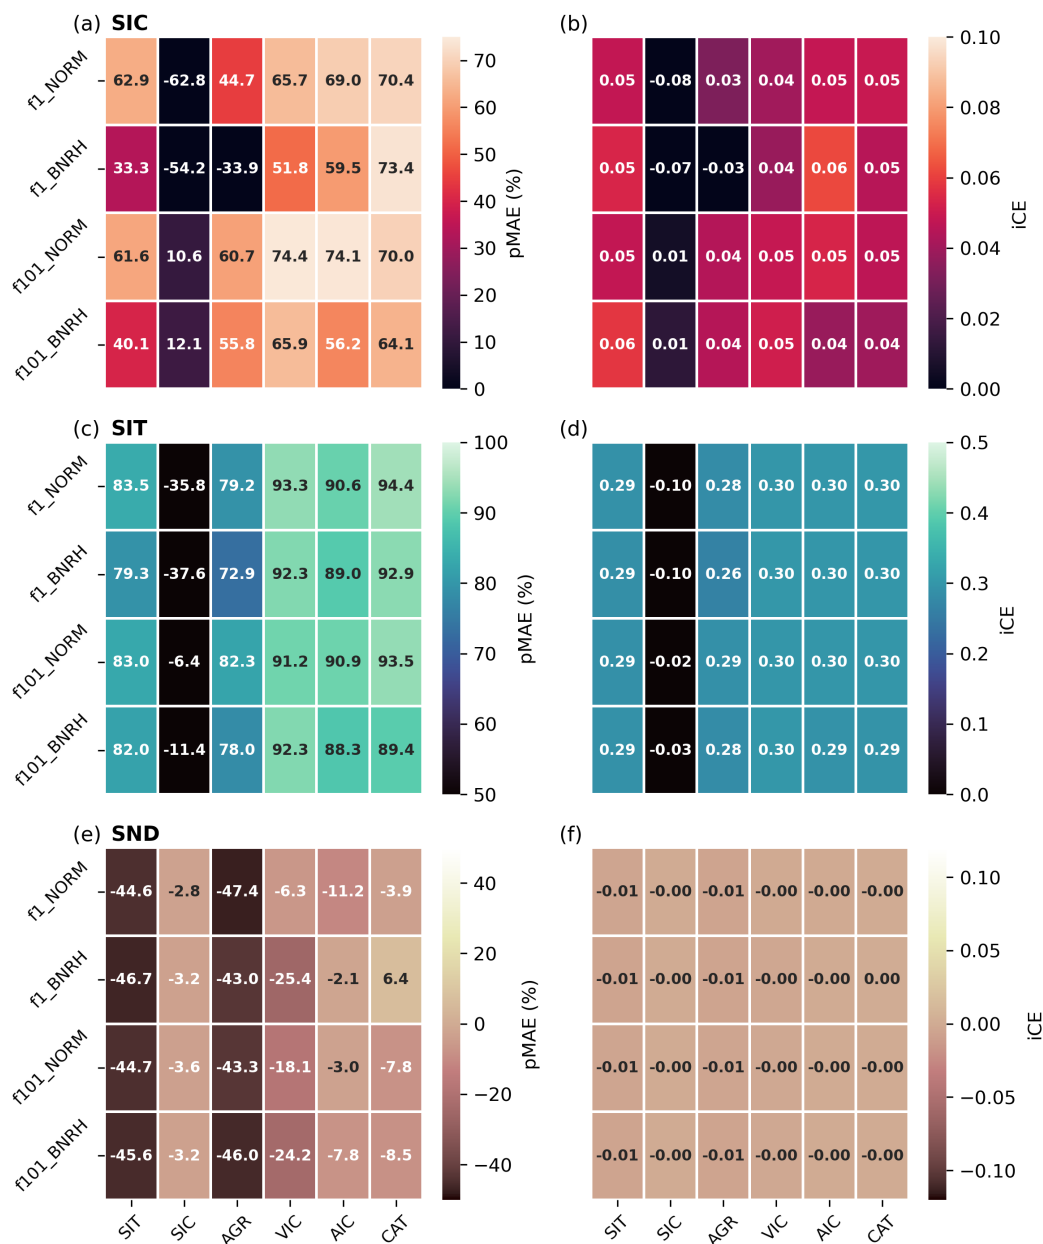 (a) SIC
(b)
f1_NORM 62.9 -62.8 44.7 65.7 69.0 70.4
f1_BNRH 33.3 -54.2 -33.9 51.8 59.5 73.4
f101_NORM 61.6 10.6 60.7 74.4 74.1 70.0
f101_BNRH 40.1 12.1 55.8 65.9 56.2 64.1
70
60
50
40
30
20
10
0
pMAE (%)
0.05 -0.08 0.03 0.04 0.05 0.05
0.05 -0.07 -0.03 0.04 0.06 0.05
0.05 0.01 0.04 0.05 0.05 0.05
0.06 0.01 0.04 0.05 0.04 0.04
0.10
0.08
0.06
0.04
0.02
0.00
iCE
(c) SIT
(d)
f1_NORM 83.5 -35.8 79.2 93.3 90.6 94.4
f1_BNRH 79.3 -37.6 72.9 92.3 89.0 92.9
f101_NORM 83.0 -6.4 82.3 91.2 90.9 93.5
f101_BNRH 82.0 -11.4 78.0 92.3 88.3 89.4
100
90
80
70
60
50
pMAE (%)
0.29 -0.10 0.28 0.30 0.30 0.30
0.29 -0.10 0.26 0.30 0.30 0.30
0.29 -0.02 0.29 0.30 0.30 0.30
0.29 -0.03 0.28 0.30 0.29 0.29
0.5
0.4
0.3
0.2
0.1
0.0
iCE
(e) SND
(f)
f1_NORM -44.6 -2.8 -47.4 -6.3 -11.2 -3.9
f1_BNRH -46.7 -3.2 -43.0 -25.4 -2.1 6.4
f101_NORM -44.7 -3.6 -43.3 -18.1 -3.0 -7.8
f101_BNRH -45.6 -3.2 -46.0 -24.2 -7.8 -8.5
SIT SIC AGR VIC AIC CAT
40
20
0
−20
−40
pMAE (%)
-0.01 -0.00 -0.01 -0.00 -0.00 -0.00
-0.01 -0.00 -0.01 -0.00 -0.00 0.00
-0.01 -0.00 -0.01 -0.00 -0.00 -0.00
-0.01 -0.00 -0.01 -0.00 -0.00 -0.00
SIT SIC AGR VIC AIC CAT
0.10
0.05
0.00
−0.05
−0.10
iCE